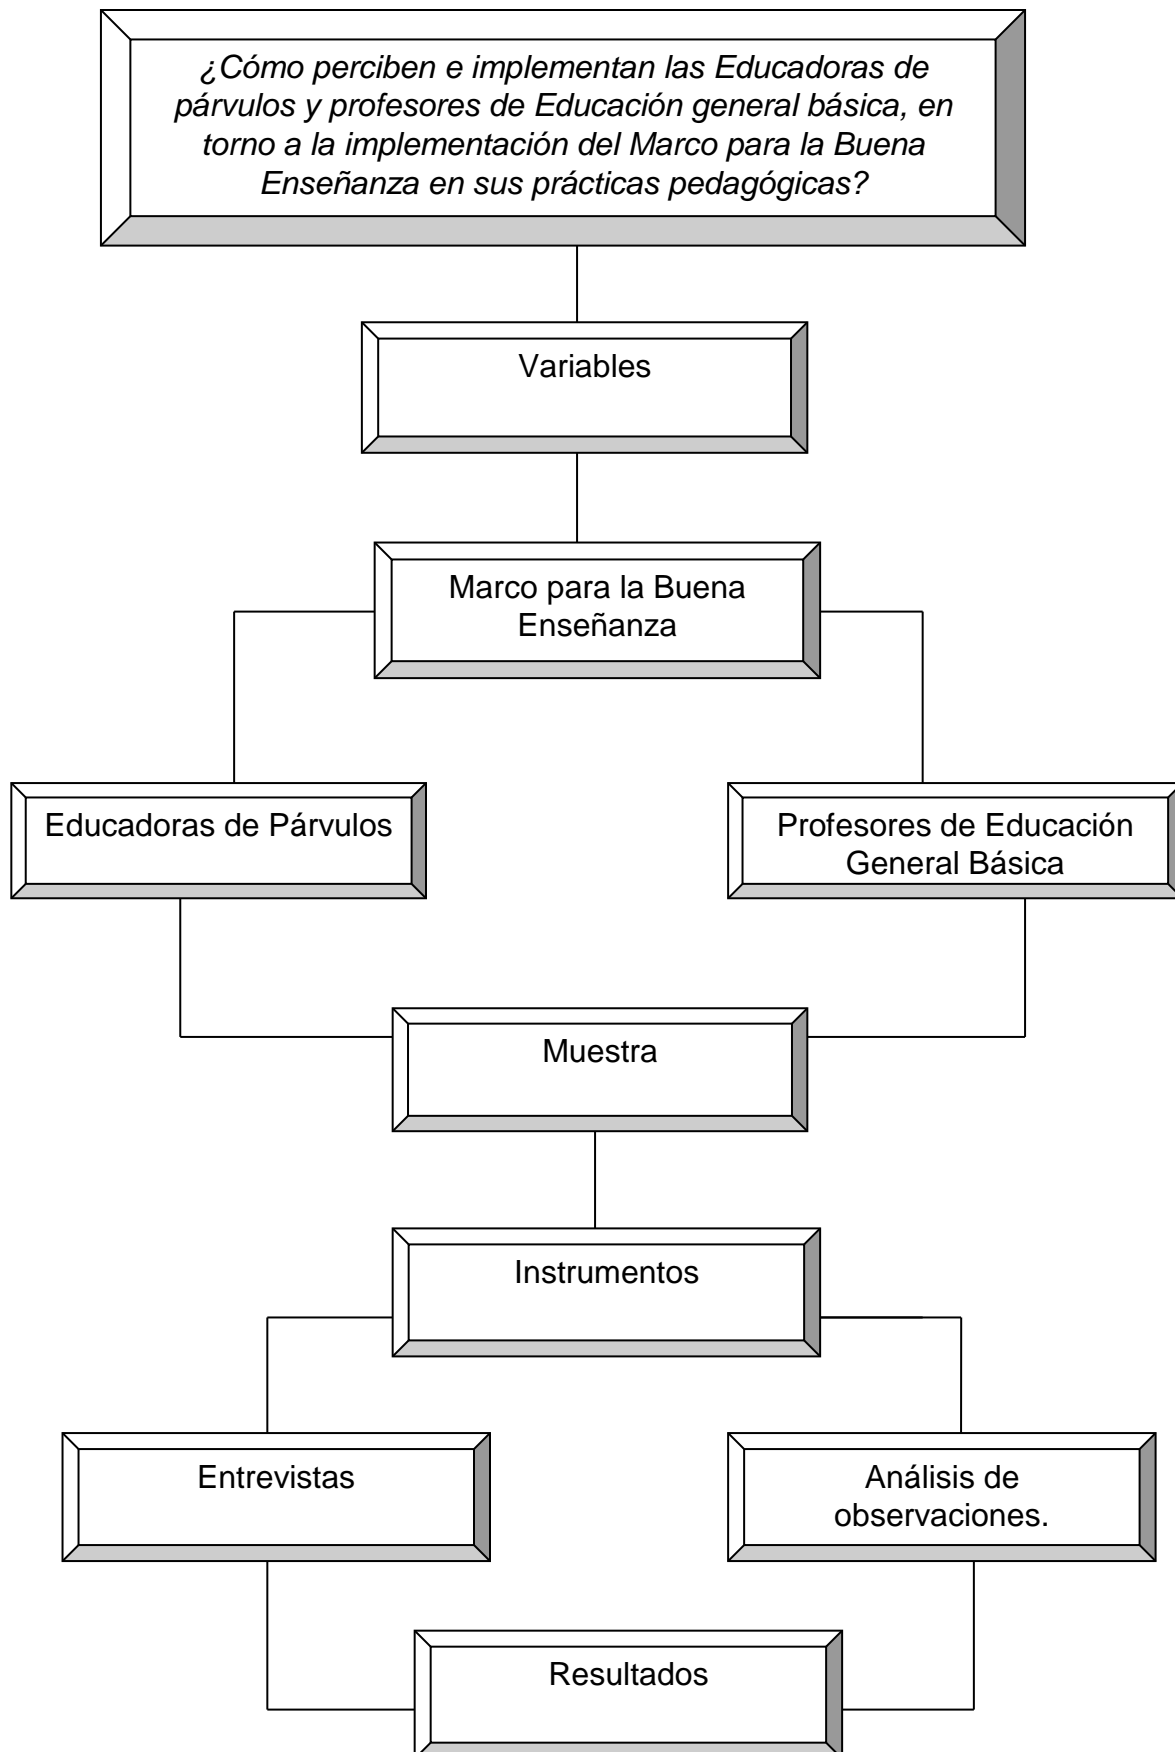 ¿Cómo perciben e implementan las Educadoras de
párvulos y profesores de Educación general básica, en
torno a la implementación del Marco para la Buena
Enseñanza en sus prácticas pedagógicas?
Variables
Marco para la Buena
Enseñanza
Educadoras de Párvulos
Profesores de Educación
General Básica
Muestra
Instrumentos
Entrevistas
Análisis de
observaciones.
Resultados